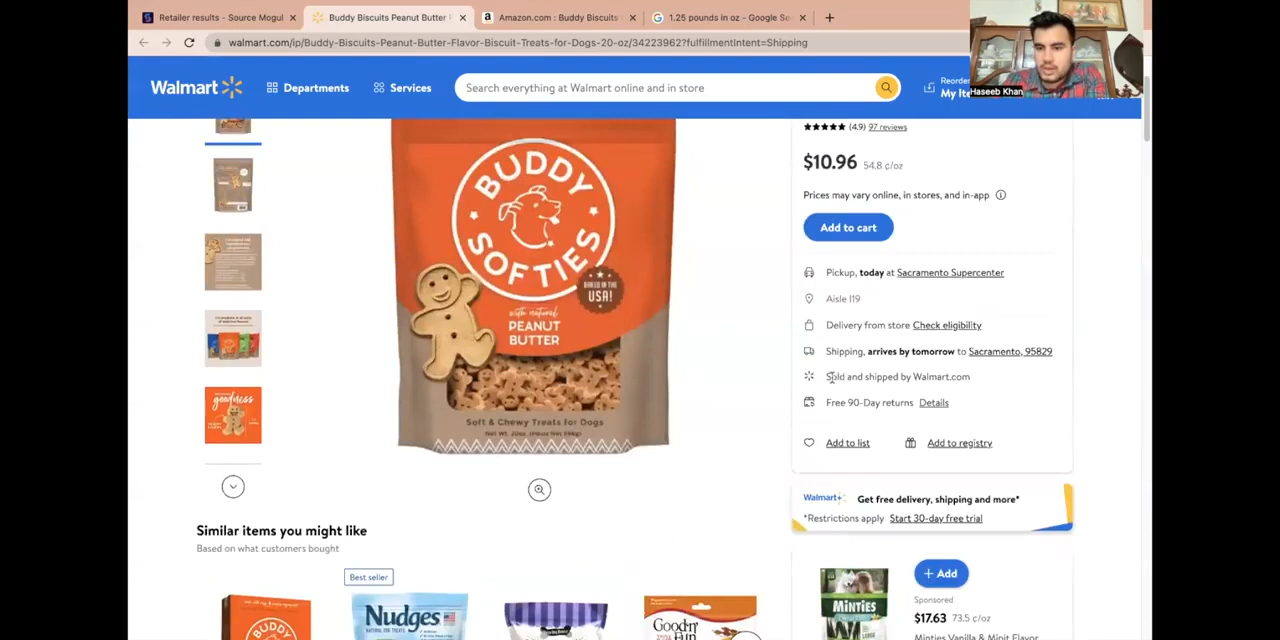 Retailer results - Source Mogul
Buddy Biscuits Peanut Butter
Amazon.com : Buddy Biscuits
1.25 pounds in oz - Google Se
walmart.com/ip/Buddy-Biscuits-Peanut-Butter-Flavor-Biscuit-Treats-for-Dogs-20-oz/34223962?fulfillmentIntent=Shipping
Haseeb Khan
Walmart
Departments
Services
Search everything at Walmart online and in store
Reorder
My Ite
(4.9) 97 reviews
$10.96 54.8 ¢/oz
Prices may vary online, in stores, and in-app
Add to cart
Pickup, today at Sacramento Supercenter
Aisle I19
Delivery from store Check eligibility
Shipping, arrives by tomorrow to Sacramento, 95829
Sold and shipped by Walmart.com
Free 90-Day returns Details
Add to list
Add to registry
BUDDY
SOFTIES
BAKED IN THE
USA!
with natural
PEANUT
BUTTER
Soft & Chewy Treats for Dogs
goodness
Walmart+
Get free delivery, shipping and more*
*Restrictions apply Start 30-day free trial
Similar items you might like
Based on what customers bought
Best seller
Nudges
Good'n
Fun
MINTIES
+ Add
Sponsored
$17.63 73.5 ¢/oz
Minties Vanilla & Mint Flavor